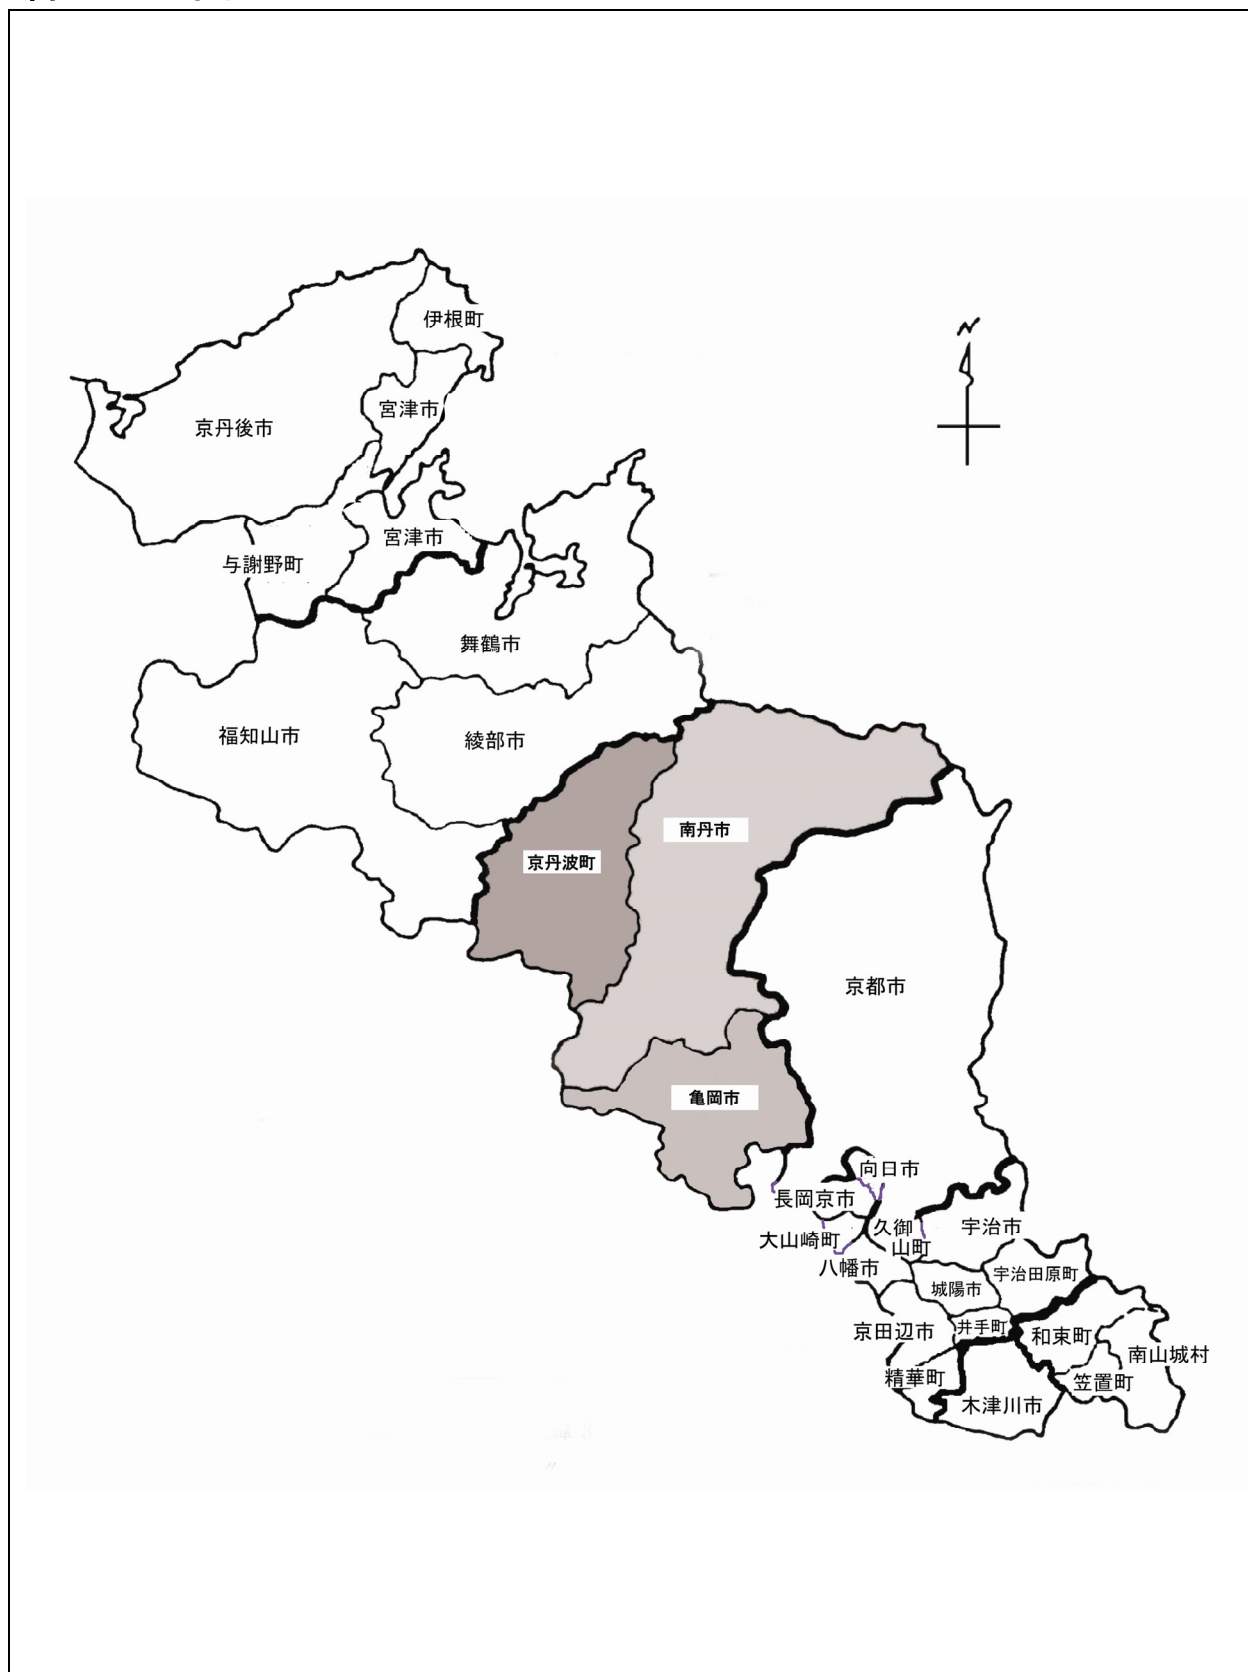 伊根町
宮津市
京丹後市
N
宮津市
与謝野町
舞鶴市
福知山市
綾部市
南丹市
京丹波町
京都市
亀岡市
向日市
長岡京市
久御
山町
宇治市
大山崎町
八幡市
宇治田原町
城陽市
井手町
京田辺市
和束町
南山城村
精華町
笠置町
木津川市